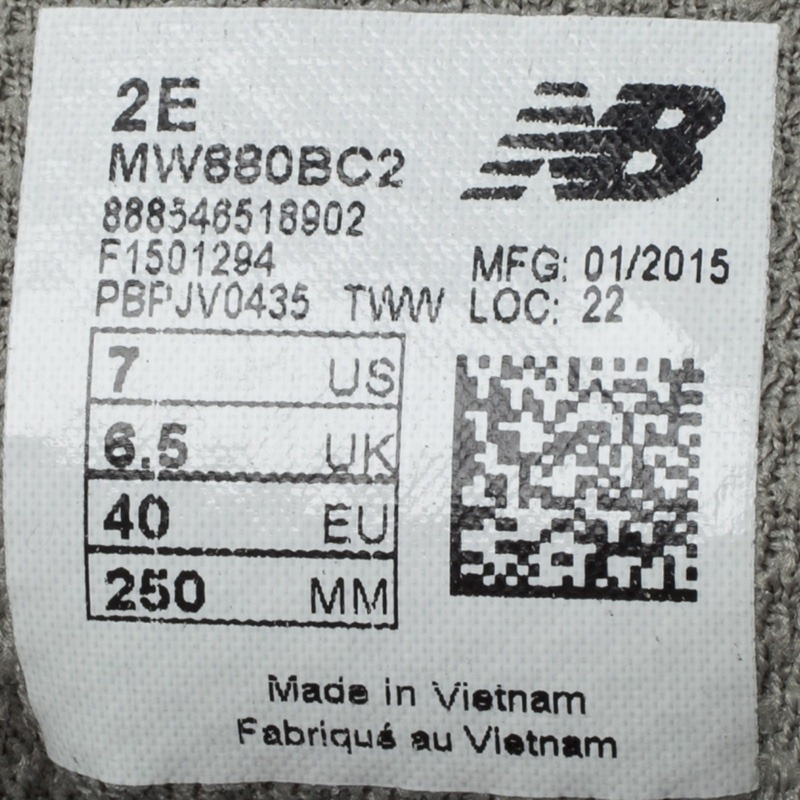 2E
NB
MW880BC2
888546518902
F1501294
MFG: 01/2015
PBPJV0435 TWW LOC: 22
7 US
6.5 UK
40 EU
250 MM
Made in Vietnam
Fabriqué au Vietnam